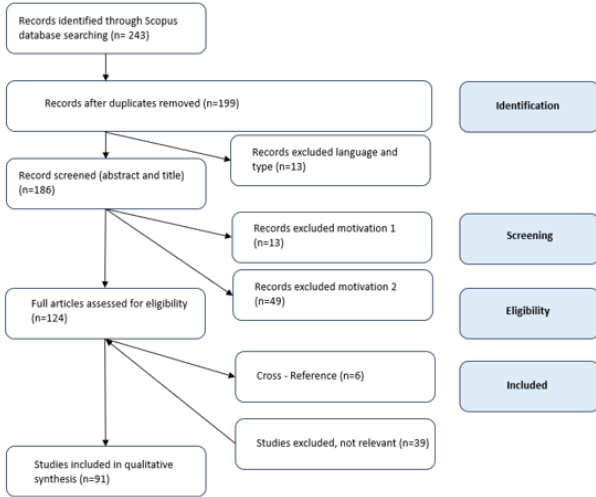 Records identified through Scopus
database searching (n= 243)
Records after duplicates removed (n=199)
Identification
Records excluded language and
type (n=13)
Record screened (abstract and title)
(n=186)
Records excluded motivation 1
(n=13)
Screening
Records excluded motivation 2
(n=49)
Full articles assessed for eligibility
(n=124)
Eligibility
Cross - Reference (n=6)
Included
Studies excluded, not relevant (n=39)
Studies included in qualitative
synthesis (n=91)